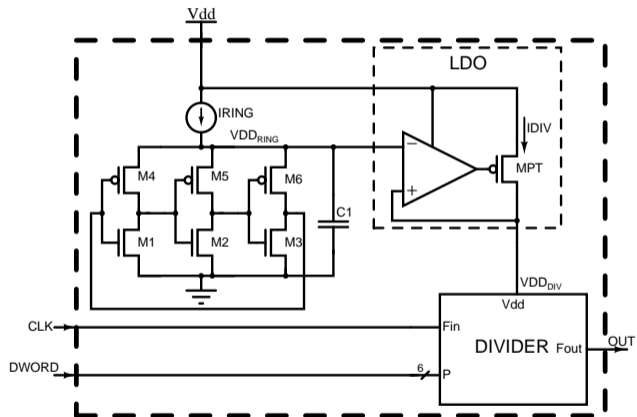 Vdd
LDO
IRING
IDIV
VDDRING
−
M4
M5
M6
MPT
+
C1
M1
M2
M3
VDDDIV
Vdd
CLK
Fin
DIVIDER
Fout
OUT
DWORD
6
P